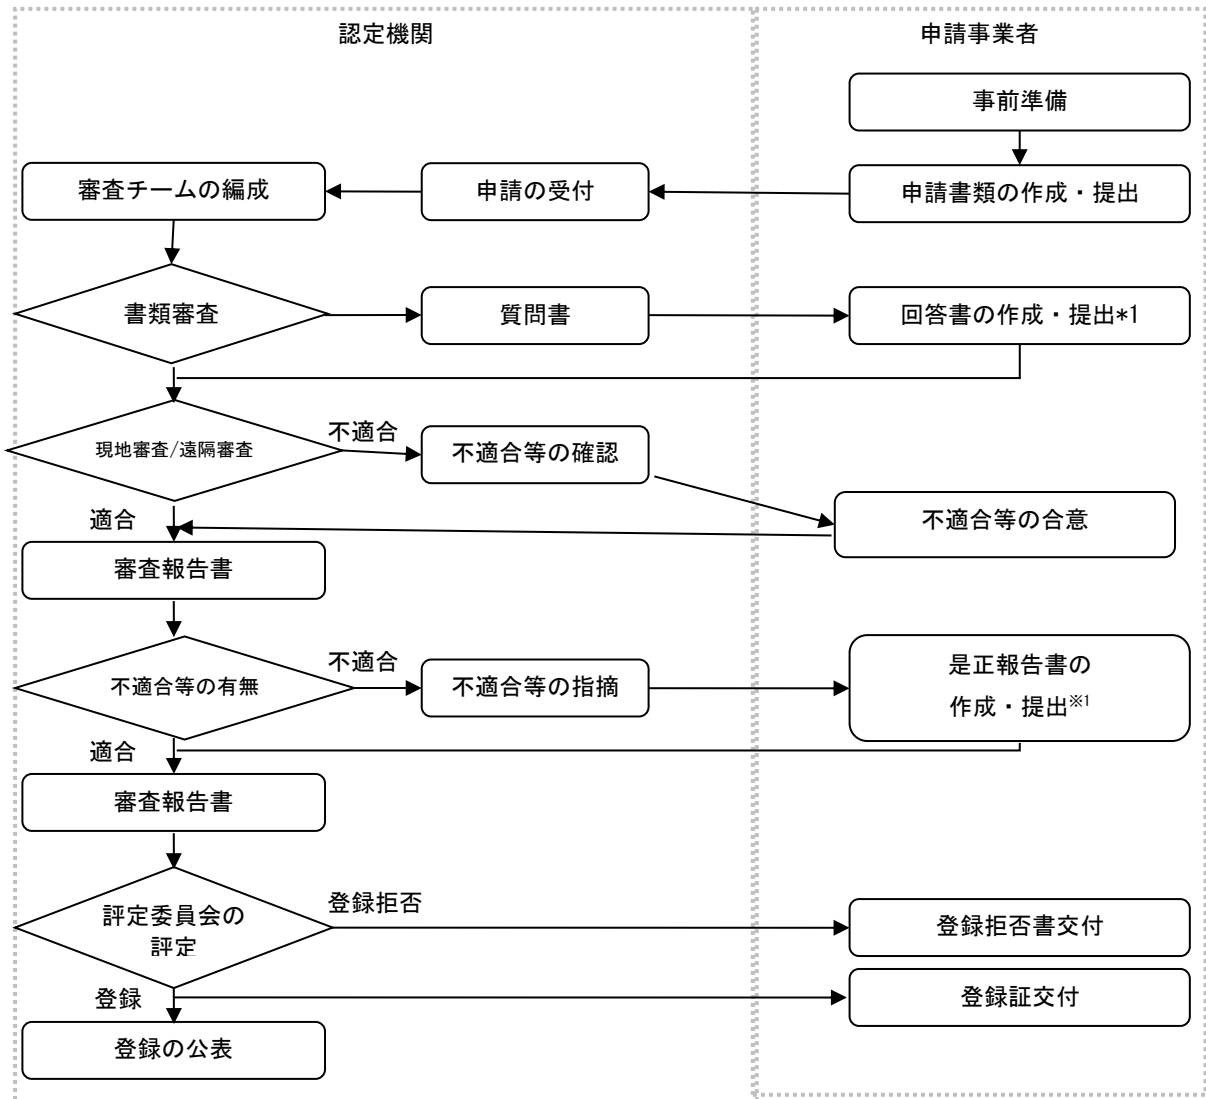 認定機関
申請事業者
事前準備
審査チームの編成
申請の受付
申請書類の作成・提出
書類審査
質問書
回答書の作成・提出*1
現地審査/遠隔審査
不適合
不適合等の確認
不適合等の合意
適合
審査報告書
不適合等の有無
不適合
不適合等の指摘
是正報告書の
作成・提出※1
適合
審査報告書
評定委員会の
評定
登録拒否
登録拒否書交付
登録
登録証交付
登録の公表